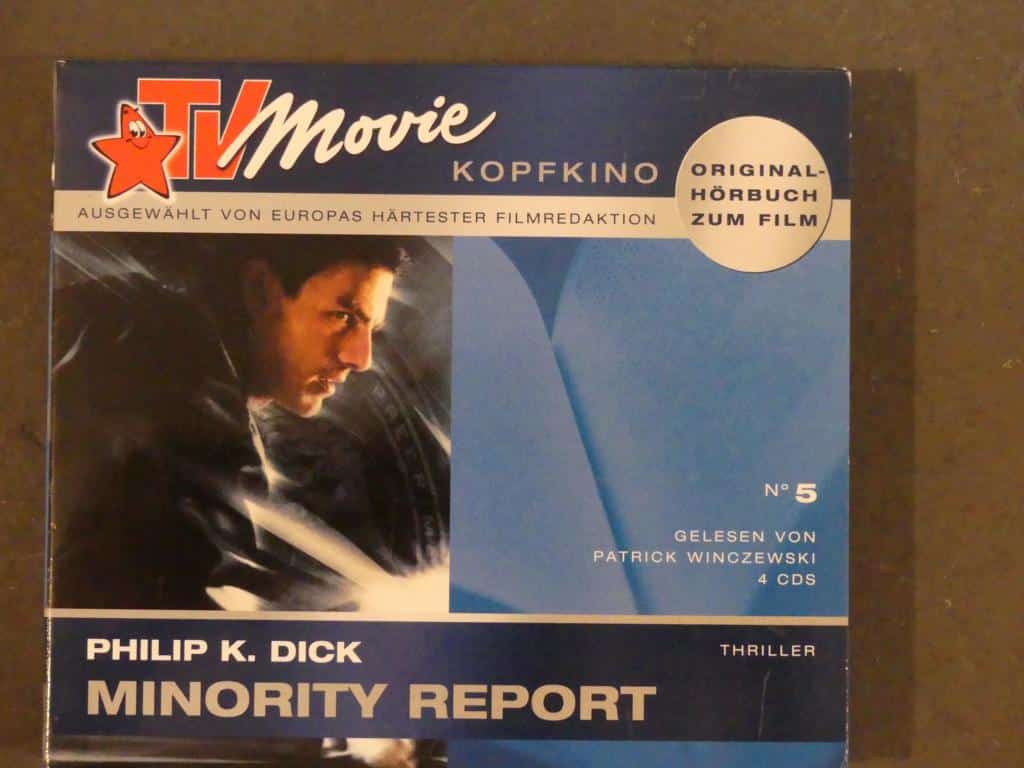 TV Movie
KOPFKINO
ORIGINAL-
HÖRBUCH
ZUM FILM
AUSGEWÄHLT VON EUROPAS HÄRTESTER FILMREDAKTION
Nº 5
GELESEN VON
PATRICK WINCZEWSKI
4 CDS
PHILIP K. DICK
THRILLER
MINORITY REPORT